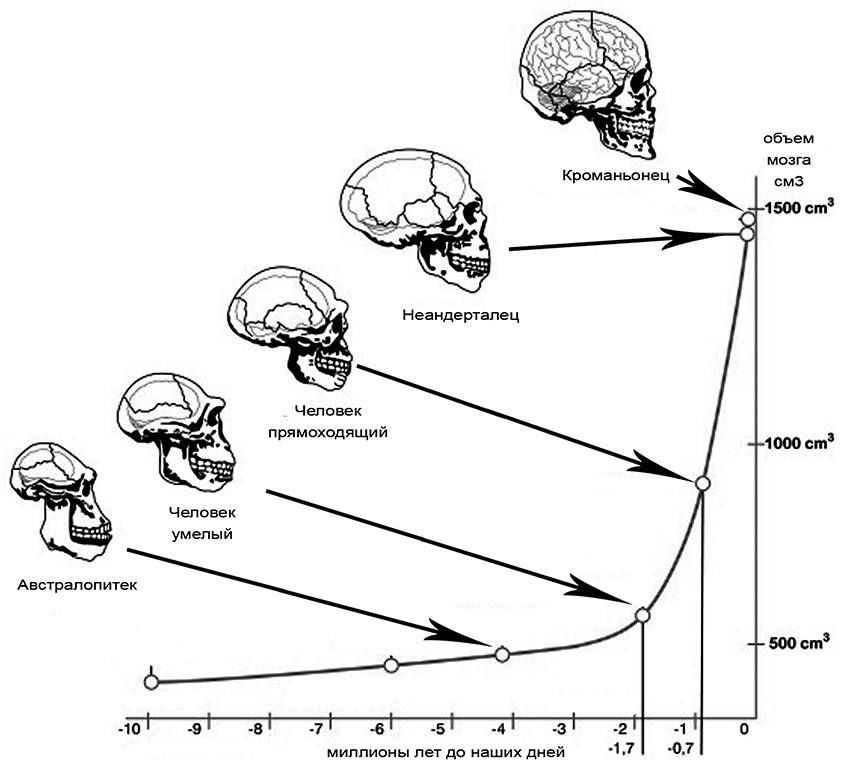 объем
мозга
см3
Кроманьонец
1500 cm³
Неандерталец
Человек
прямоходящий
1000 cm³
Человек
умелый
Австралопитек
500 cm³
-10 -9 -8 -7 -6 -5 -4 -3 -2 -1 0
миллионы лет до наших дней
-1,7 -0,7